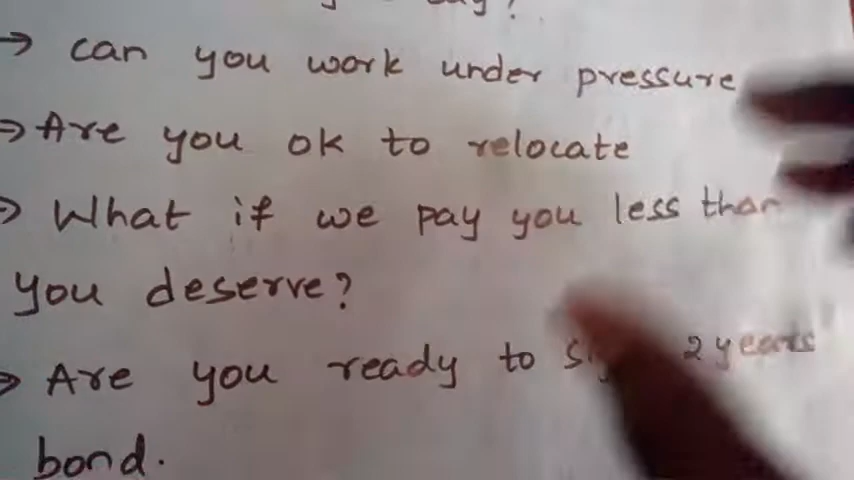 → can you work under pressure
⇒ Are you ok to relocate
⇒ What if we pay you less than
you deserve?
⇒ Are you ready to 2 years
bond.